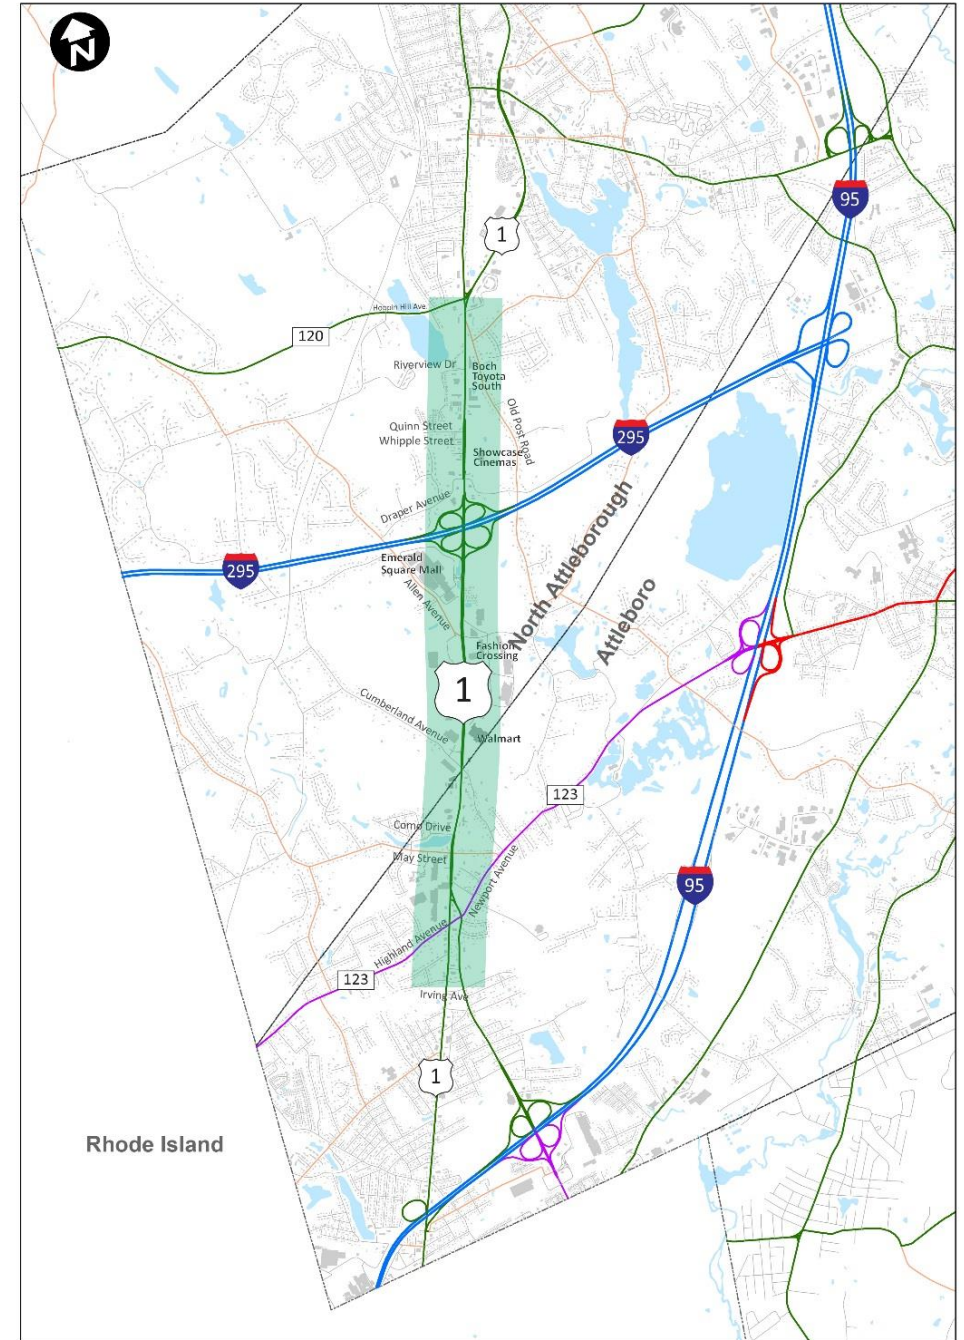 N
95
1
Hoppin Hill Ave
120
Riverview Dr
Boch
Toyota
South
Old Post Road
Quinn Street
Whipple Street
295
Showcase
Cinemas
Draper Avenue
295
Emerald
Square Mall
Allen Avenue
North Attleborough
Attleboro
Fashion
Crossing
1
Cumberland Avenue
Walmart
123
Como Drive
May Street
Newport Avenue
95
Highland Avenue
123
Irving Ave
1
Rhode Island